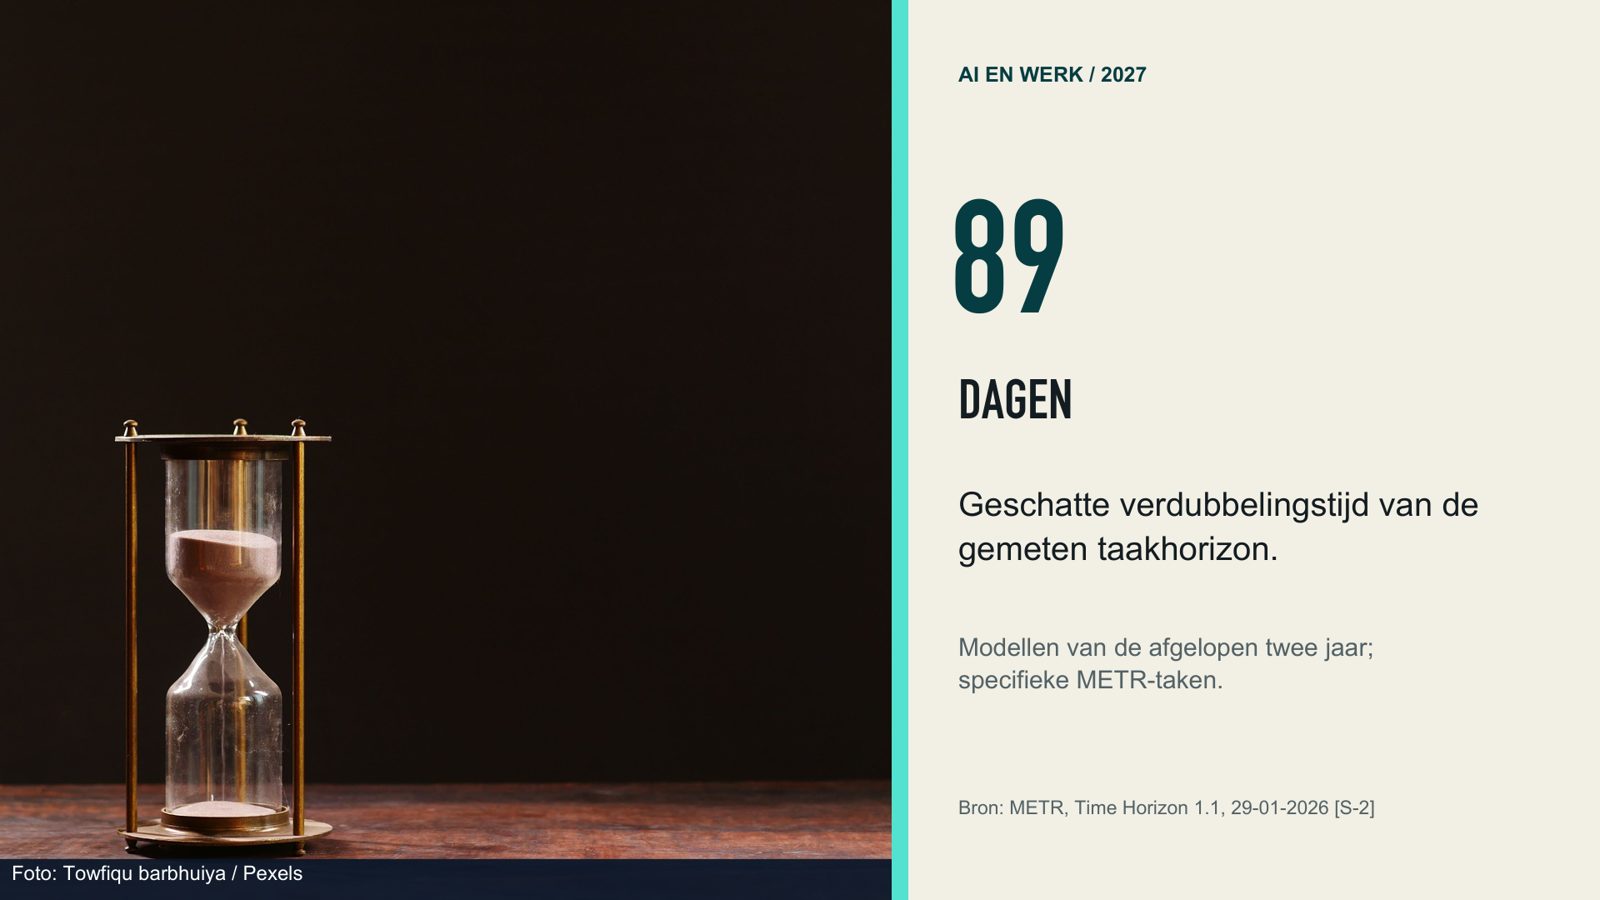 AI EN WERK / 2027
89
DAGEN
Geschatte verdubbelingstijd van de
gemeten taakhorizon.
Modellen van de afgelopen twee jaar;
specifieke METR-taken.
Bron: METR, Time Horizon 1.1, 29-01-2026 [S-2]
Foto: Towfiqu barbhuiya / Pexels